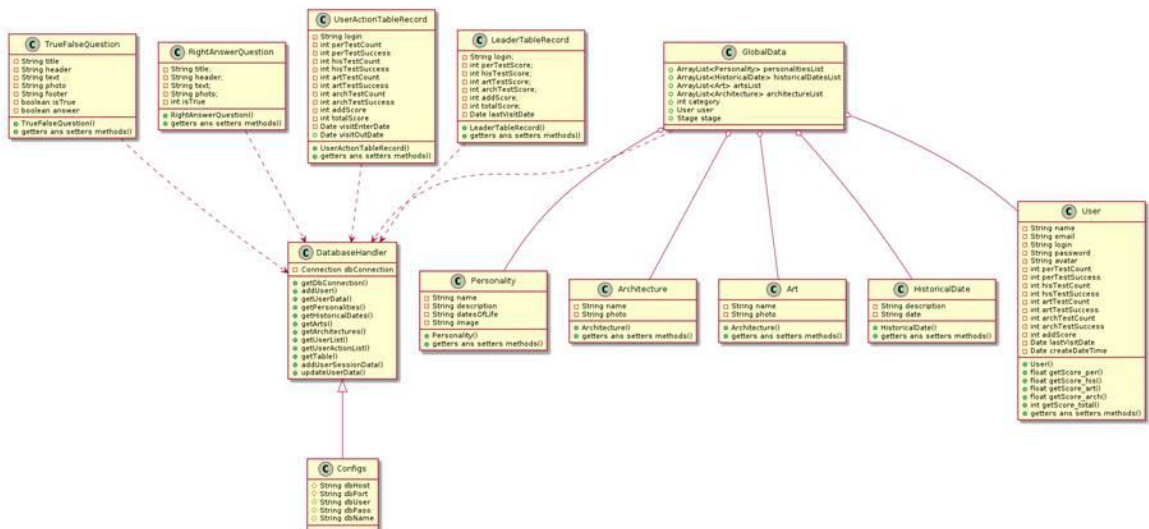 C TrueFalseQuestion
String title
String header
String text
String photo
String footer
boolean isTrue
boolean answer
TrueFalseQuestion()
getters ans setters methods()
C RightAnswerQuestion
String title;
String header;
String text;
String photo;
int isTrue
RightAnswerQuestion()
getters ans setters methods()
C UserActionTableRecord
String login
int perTestCount
int perTestSuccess
int hisTestCount
int hisTestSuccess
int artTestCount
int artTestSuccess
int archTestCount
int archTestSuccess
int addScore
int totalScore
Date visitEnterDate
Date visitOutDate
UserActionTableRecord()
getters ans setters methods()
C LeaderTableRecord
String login;
int perTestScore;
int hisTestScore;
int artTestScore;
int archTestScore;
int addScore;
int totalScore;
Date lastVisitDate
LeaderTableRecord()
getters ans setters methods()
C GlobalData
ArrayList<Personality> personalitiesList
ArrayList<HistoricalDate> historicalDatesList
ArrayList<Art> artsList
ArrayList<Architecture> architectureList
int category
User user
Stage stage
C DatabaseHandler
Connection dbConnection
getDbConnection()
addUser()
getUserData()
getPersonalities()
getHistoricalDates()
getArts()
getArchitectures()
getUserList()
getUserActionList()
getTable()
addUserSessionData()
updateUserData()
C Personality
String name
String description
String datesOfLife
String image
Personality()
getters ans setters methods()
C Architecture
String name
String photo
Architecture()
getters ans setters methods()
C Art
String name
String photo
Architecture()
getters ans setters methods()
C HistoricalDate
String description
String date
HistoricalDate()
getters ans setters methods()
C User
String name
String email
String login
String password
String avatar
int perTestCount
int perTestSuccess
int hisTestCount
int hisTestSuccess
int artTestCount
int artTestSuccess
int archTestCount
int archTestSuccess
int addScore
Date lastVisitDate
Date createDateTime
User()
float getScore_per()
float getScore_his()
float getScore_art()
float getScore_arch()
int getScore_total()
getters ans setters methods()
C Configs
String dbHost
String dbPort
String dbUser
String dbPass
String dbName